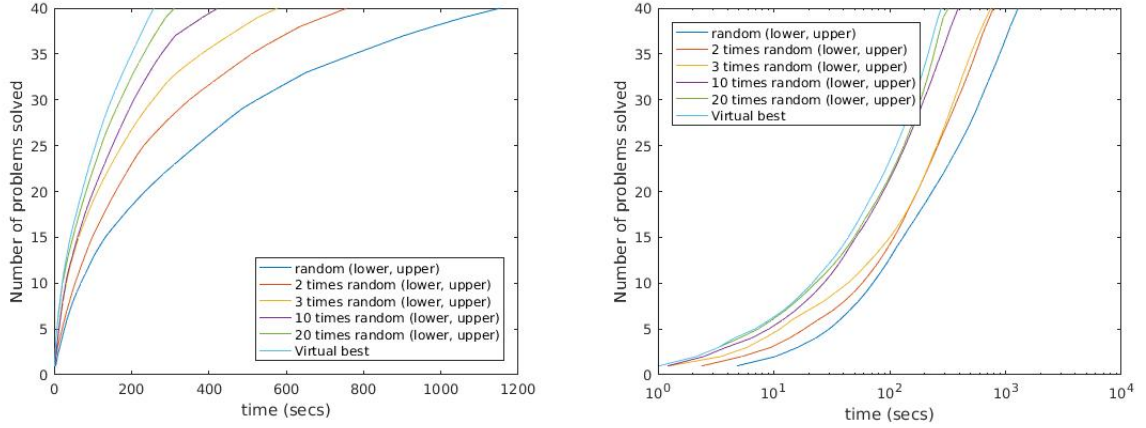 40
35
30
25
20
15
10
5
0
Number of problems solved
random (lower, upper)
2 times random (lower, upper)
3 times random (lower, upper)
10 times random (lower, upper)
20 times random (lower, upper)
Virtual best
0 200 400 600 800 1000 1200
time (secs)
40
35
30
25
20
15
10
5
0
Number of problems solved
random (lower, upper)
2 times random (lower, upper)
3 times random (lower, upper)
10 times random (lower, upper)
20 times random (lower, upper)
Virtual best
10⁰ 10¹ 10² 10³ 10⁴
time (secs)